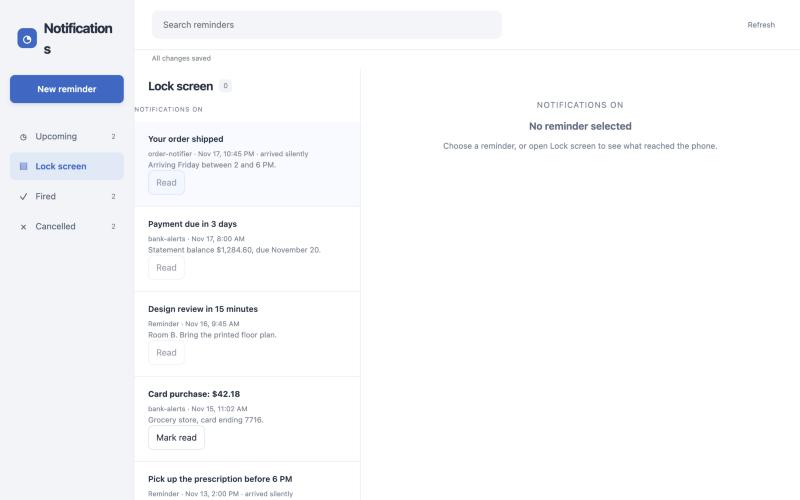 Notification
s
New reminder
Upcoming 2
Lock screen
Fired 2
Cancelled 2
Search reminders
Refresh
All changes saved
Lock screen 0
NOTIFICATIONS ON
Your order shipped
order-notifier · Nov 17, 10:45 PM · arrived silently
Arriving Friday between 2 and 6 PM.
Read
Payment due in 3 days
bank-alerts · Nov 17, 8:00 AM
Statement balance $1,284.60, due November 20.
Read
Design review in 15 minutes
Reminder · Nov 16, 9:45 AM
Room B. Bring the printed floor plan.
Read
Card purchase: $42.18
bank-alerts · Nov 15, 11:02 AM
Grocery store, card ending 7716.
Mark read
Pick up the prescription before 6 PM
Reminder · Nov 13, 2:00 PM · arrived silently
NOTIFICATIONS ON
No reminder selected
Choose a reminder, or open Lock screen to see what reached the phone.